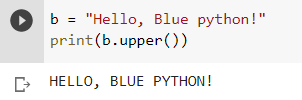 b = "Hello, Blue python!"
print(b.upper())
HELLO, BLUE PYTHON!